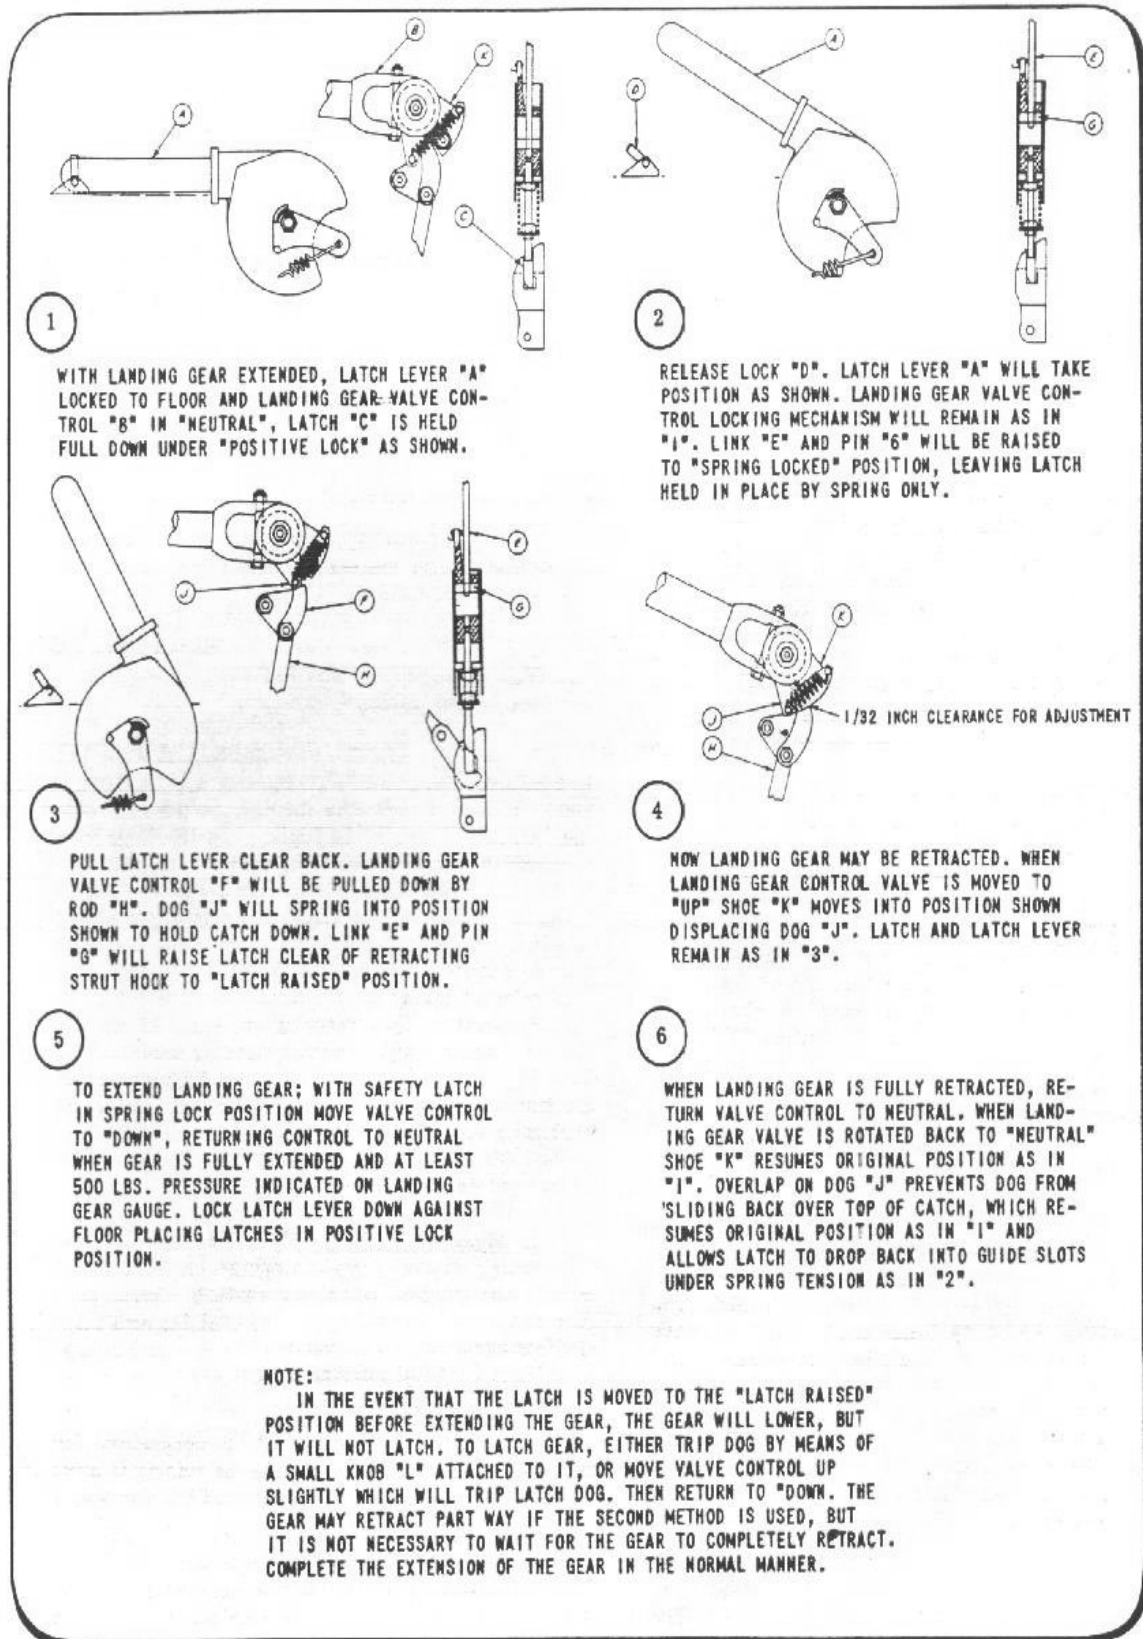 B
K
A
C
1
WITH LANDING GEAR EXTENDED, LATCH LEVER "A"
LOCKED TO FLOOR AND LANDING GEAR VALVE CON-
TROL "B" IN "NEUTRAL", LATCH "C" IS HELD
FULL DOWN UNDER "POSITIVE LOCK" AS SHOWN.
A
E
D
G
2
RELEASE LOCK "D". LATCH LEVER "A" WILL TAKE
POSITION AS SHOWN. LANDING GEAR VALVE CON-
TROL LOCKING MECHANISM WILL REMAIN AS IN
"1". LINK "E" AND PIN "6" WILL BE RAISED
TO "SPRING LOCKED" POSITION, LEAVING LATCH
HELD IN PLACE BY SPRING ONLY.
E
J
F
G
H
3
PULL LATCH LEVER CLEAR BACK. LANDING GEAR
VALVE CONTROL "F" WILL BE PULLED DOWN BY
ROD "H". DOG "J" WILL SPRING INTO POSITION
SHOWN TO HOLD CATCH DOWN. LINK "E" AND PIN
"G" WILL RAISE LATCH CLEAR OF RETRACTING
STRUT HOOK TO "LATCH RAISED" POSITION.
K
J
1/32 INCH CLEARANCE FOR ADJUSTMENT
H
4
NOW LANDING GEAR MAY BE RETRACTED. WHEN
LANDING GEAR CONTROL VALVE IS MOVED TO
"UP" SHOE "K" MOVES INTO POSITION SHOWN
DISPLACING DOG "J". LATCH AND LATCH LEVER
REMAIN AS IN "3".
5
TO EXTEND LANDING GEAR; WITH SAFETY LATCH
IN SPRING LOCK POSITION MOVE VALVE CONTROL
TO "DOWN", RETURNING CONTROL TO NEUTRAL
WHEN GEAR IS FULLY EXTENDED AND AT LEAST
500 LBS. PRESSURE INDICATED ON LANDING
GEAR GAUGE. LOCK LATCH LEVER DOWN AGAINST
FLOOR PLACING LATCHES IN POSITIVE LOCK
POSITION.
6
WHEN LANDING GEAR IS FULLY RETRACTED, RE-
TURN VALVE CONTROL TO NEUTRAL. WHEN LAND-
ING GEAR VALVE IS ROTATED BACK TO "NEUTRAL"
SHOE "K" RESUMES ORIGINAL POSITION AS IN
"1". OVERLAP ON DOG "J" PREVENTS DOG FROM
SLIDING BACK OVER TOP OF CATCH, WHICH RE-
SUMES ORIGINAL POSITION AS IN "1" AND
ALLOWS LATCH TO DROP BACK INTO GUIDE SLOTS
UNDER SPRING TENSION AS IN "2".
NOTE:
IN THE EVENT THAT THE LATCH IS MOVED TO THE "LATCH RAISED"
POSITION BEFORE EXTENDING THE GEAR, THE GEAR WILL LOWER, BUT
IT WILL NOT LATCH. TO LATCH GEAR, EITHER TRIP DOG BY MEANS OF
A SMALL KNOB "L" ATTACHED TO IT, OR MOVE VALVE CONTROL UP
SLIGHTLY WHICH WILL TRIP LATCH DOG. THEN RETURN TO "DOWN. THE
GEAR MAY RETRACT PART WAY IF THE SECOND METHOD IS USED, BUT
IT IS NOT NECESSARY TO WAIT FOR THE GEAR TO COMPLETELY RETRACT.
COMPLETE THE EXTENSION OF THE GEAR IN THE NORMAL MANNER.